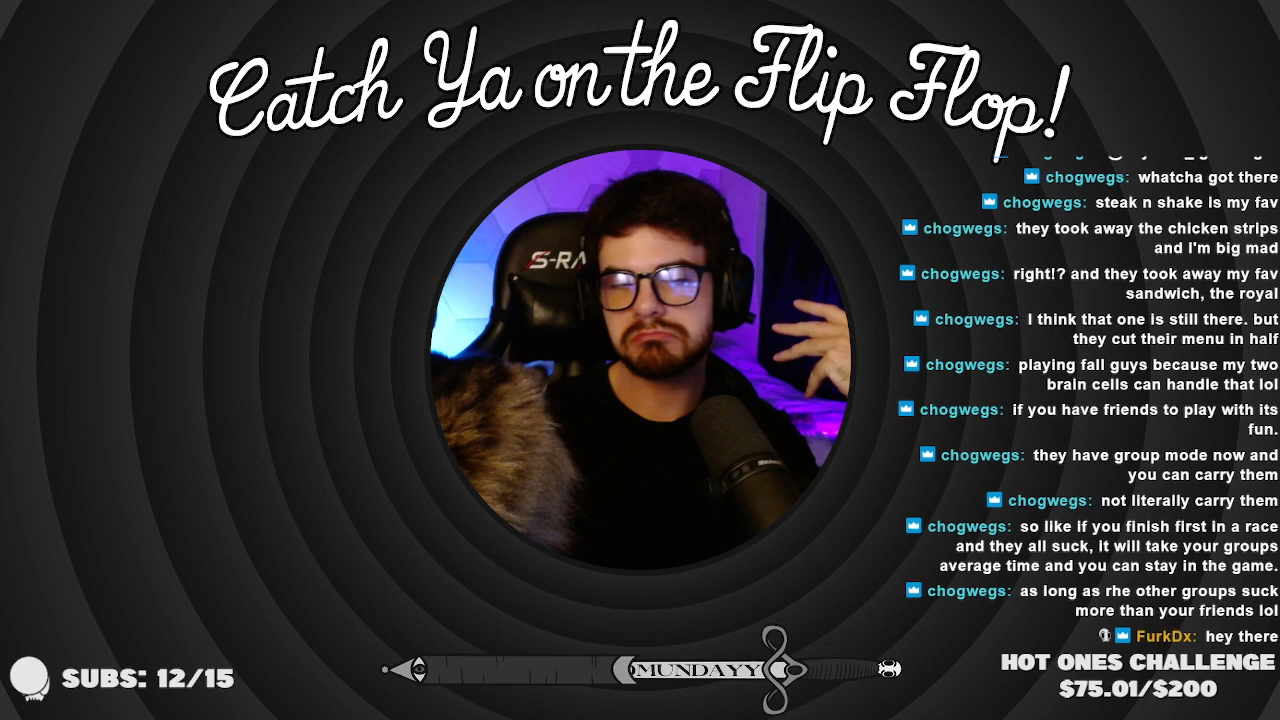 Catch Ya on the Flip Flop!
chogwegs: whatcha got there
chogwegs: steak n shake is my fav
chogwegs: they took away the chicken strips
and I'm big mad
chogwegs: right!? and they took away my fav
sandwich, the royal
chogwegs: I think that one is still there. but
they cut their menu in half
chogwegs: playing fall guys because my two
brain cells can handle that lol
chogwegs: if you have friends to play with its
fun.
chogwegs: they have group mode now and
you can carry them
chogwegs: not literally carry them
chogwegs: so like if you finish first in a race
and they all suck, it will take your groups
average time and you can stay in the game.
chogwegs: as long as rhe other groups suck
more than your friends lol
FurkDx: hey there
S-RA
SUBS: 12/15
MUNDAYY
HOT ONES CHALLENGE
$75.01/$200